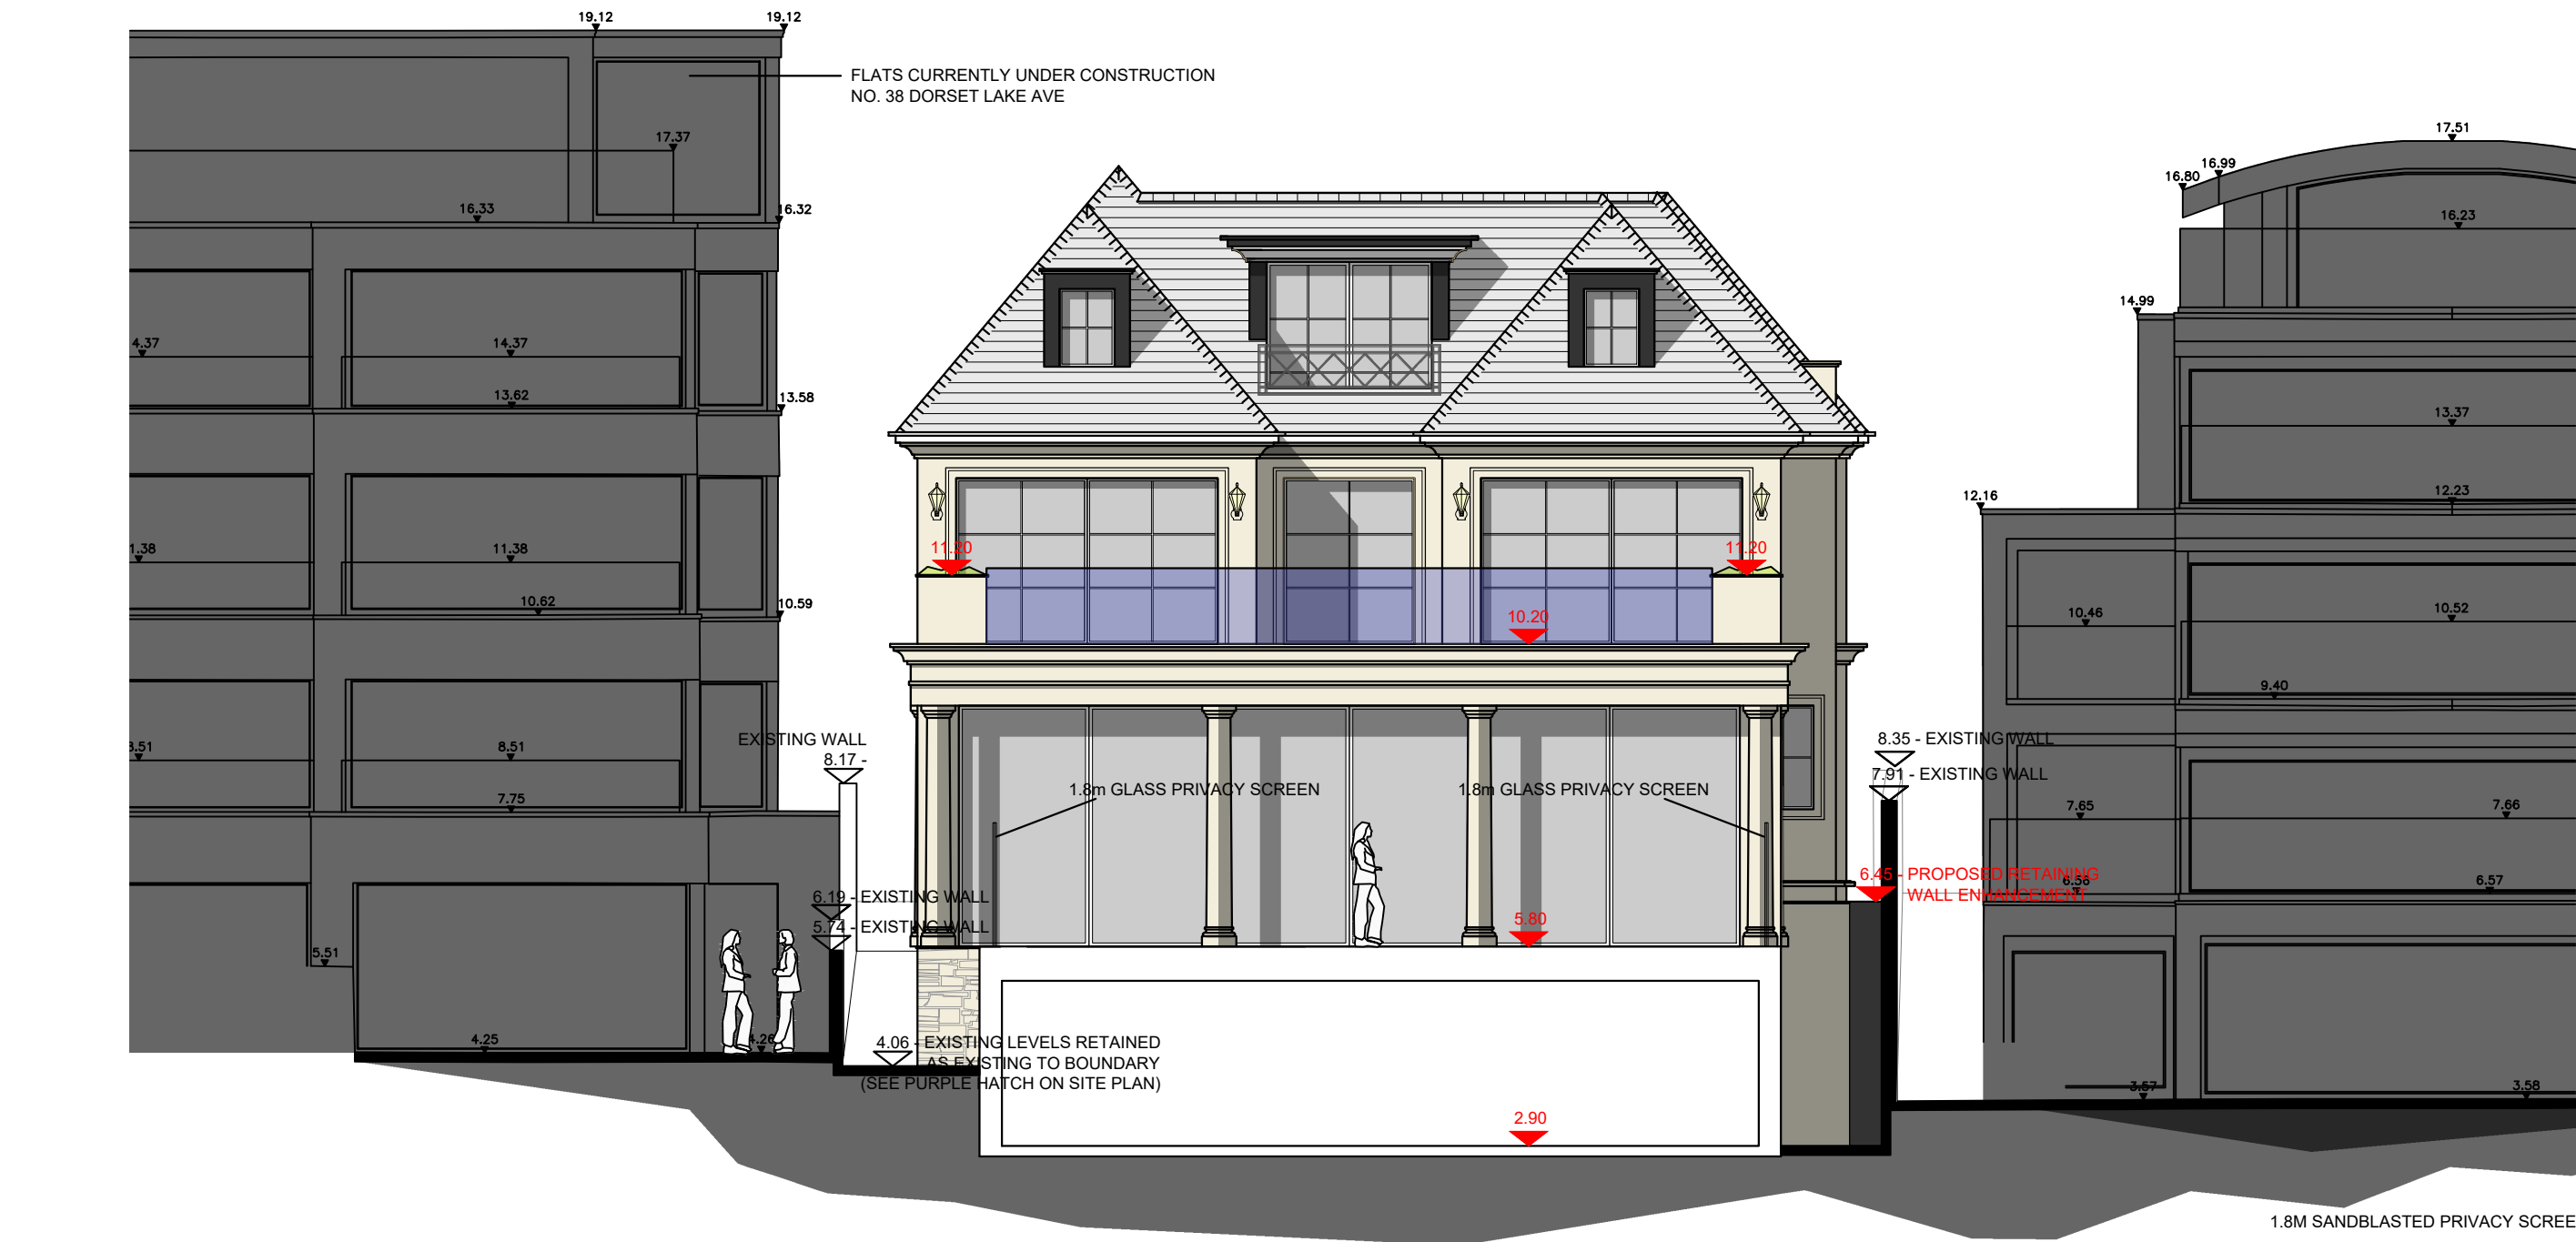 19.12
19.12
FLATS CURRENTLY UNDER CONSTRUCTION
NO. 38 DORSET LAKE AVE
17.51
17.37
16.99
16.80
16.33
16.32
16.23
14.99
4.37
14.37
13.62
13.58
13.37
12.23
12.16
1.38
11.38
11.20
11.20
10.62
10.59
10.20
10.46
10.52
9.40
EXISTING WALL
8.17 -
8.51
8.35 - EXISTING WALL
7.91 - EXISTING WALL
1.8m GLASS PRIVACY SCREEN
1.8m GLASS PRIVACY SCREEN
7.75
7.65
7.66
6.19 - EXISTING WALL
5.74 - EXISTING WALL
5.80
6.45 - PROPOSED RETAINING
WALL ENHANCEMENT
6.57
5.51
4.25
4.26
4.06 - EXISTING LEVELS RETAINED
AS EXISTING TO BOUNDARY
(SEE PURPLE HATCH ON SITE PLAN)
3.57
3.58
2.90
1.8M SANDBLASTED PRIVACY SCREE